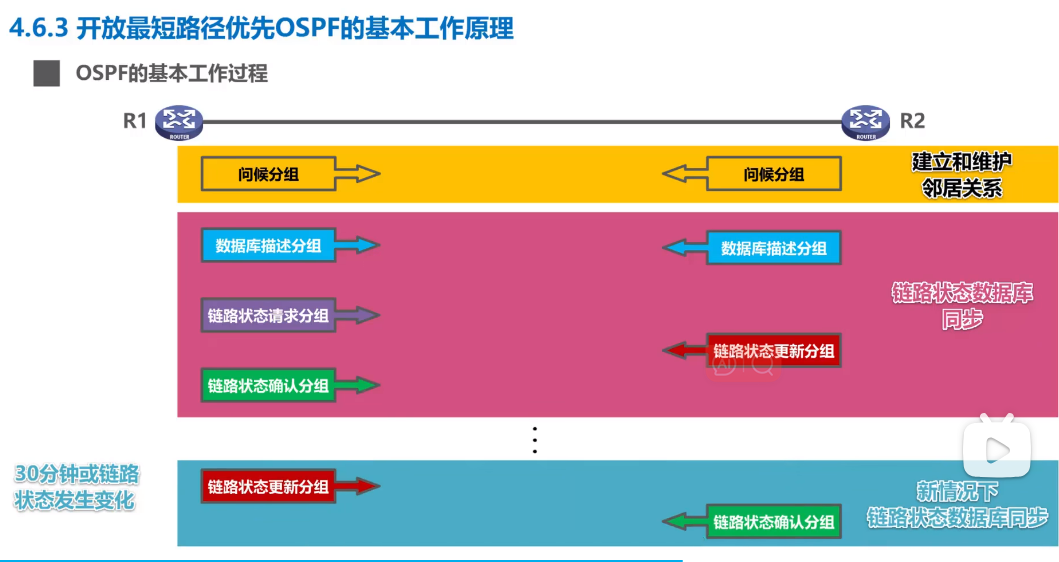 4.6.3 开放最短路径优先OSPF的基本工作原理
OSPF的基本工作过程
R1
ROUTER
ROUTER
R2
问候分组
问候分组
建立和维护
邻居关系
数据库描述分组
数据库描述分组
链路状态请求分组
链路状态数据库
同步
链路状态更新分组
AI
链路状态确认分组
30分钟或链路
状态发生变化
链路状态更新分组
新情况下
链路状态数据库同步
链路状态确认分组